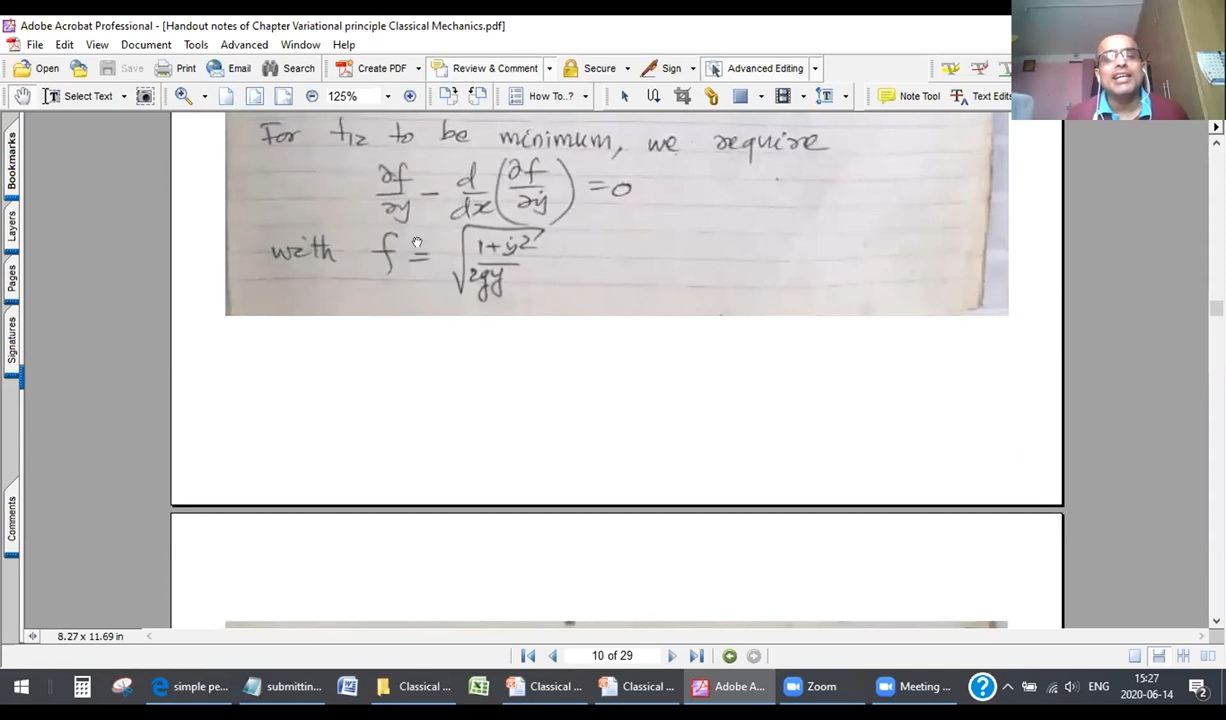 Adobe Acrobat Professional - [Handout notes of Chapter Variational principle Classical Mechanics.pdf]
File Edit View Document Tools Advanced Window Help
Open Save Print Email Search Create PDF Review & Comment Secure Sign Advanced Editing
Select Text 125% How To..? Note Tool Text Edits
Bookmarks
Layers
Pages
Signatures
Comments
For t12 to be minimum, we require
∂f/∂y - d/dx (∂f/∂ẏ) = 0
with f = √((1+ẏ²)/(2gy))
8.27 x 11.69 in
10 of 29
simple pe... submittin... Classical ... Classical ... Classical ... Adobe A... Zoom Meeting ... ENG
15:27
2020-06-14
2